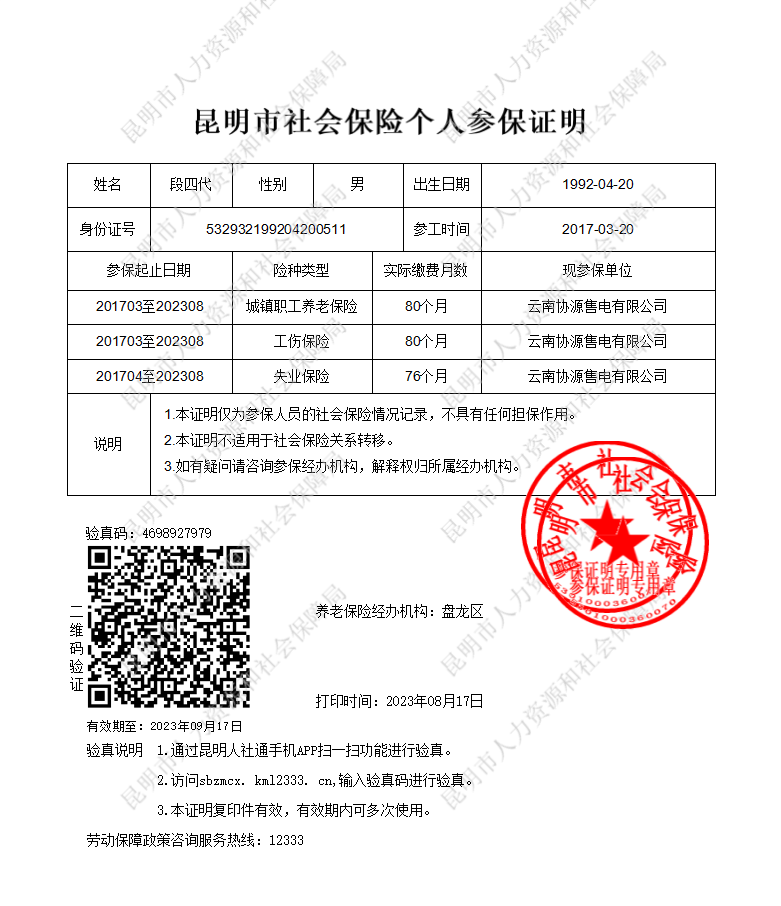 昆明市社会保险个人参保证明
姓名 段四代 性别 男 出生日期 1992-04-20
身份证号 532932199204200511 参工时间 2017-03-20
参保起止日期 险种类型 实际缴费月数 现参保单位
201703至202308 城镇职工养老保险 80个月 云南协源售电有限公司
201703至202308 工伤保险 80个月 云南协源售电有限公司
201704至202308 失业保险 76个月 云南协源售电有限公司
说明
1.本证明仅为参保人员的社会保险情况记录，不具有任何担保作用。
2.本证明不适用于社会保险关系转移。
3.如有疑问请咨询参保经办机构，解释权归所属经办机构。
昆明市社会保险
参保证明专用章
验真码：4698927979
二维码验证
养老保险经办机构：盘龙区
打印时间：2023年08月17日
有效期至：2023年09月17日
验真说明 1.通过昆明人社通手机APP扫一扫功能进行验真。
2.访问sbzmcx. km12333. cn,输入验真码进行验真。
3.本证明复印件有效，有效期内可多次使用。
劳动保障政策咨询服务热线：12333
昆明市人力资源和社会保障局